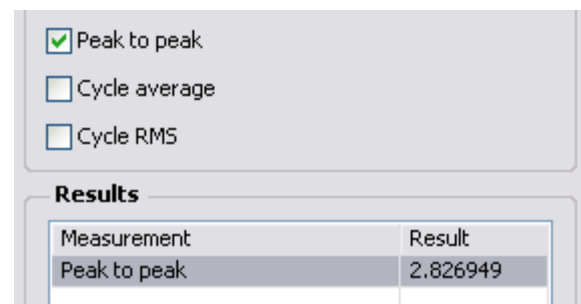 Peak to peak
Cycle average
Cycle RMS
Results
Measurement Result
Peak to peak 2.826949